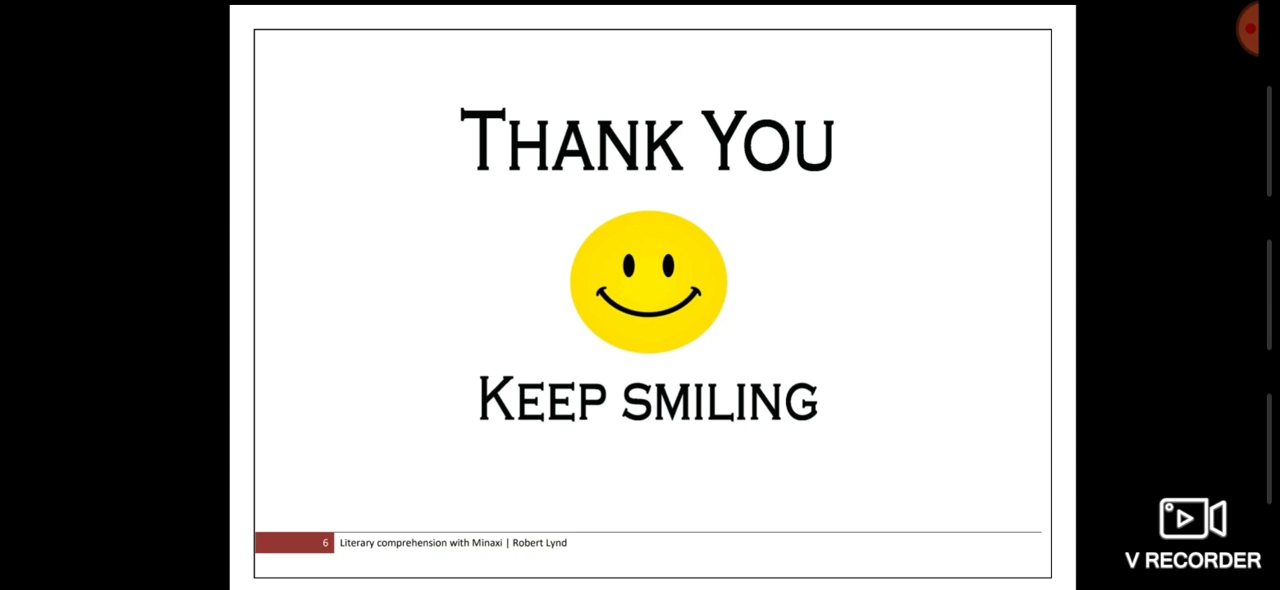 Thank You
Keep smiling
6 Literary comprehension with Minaxi | Robert Lynd
V RECORDER